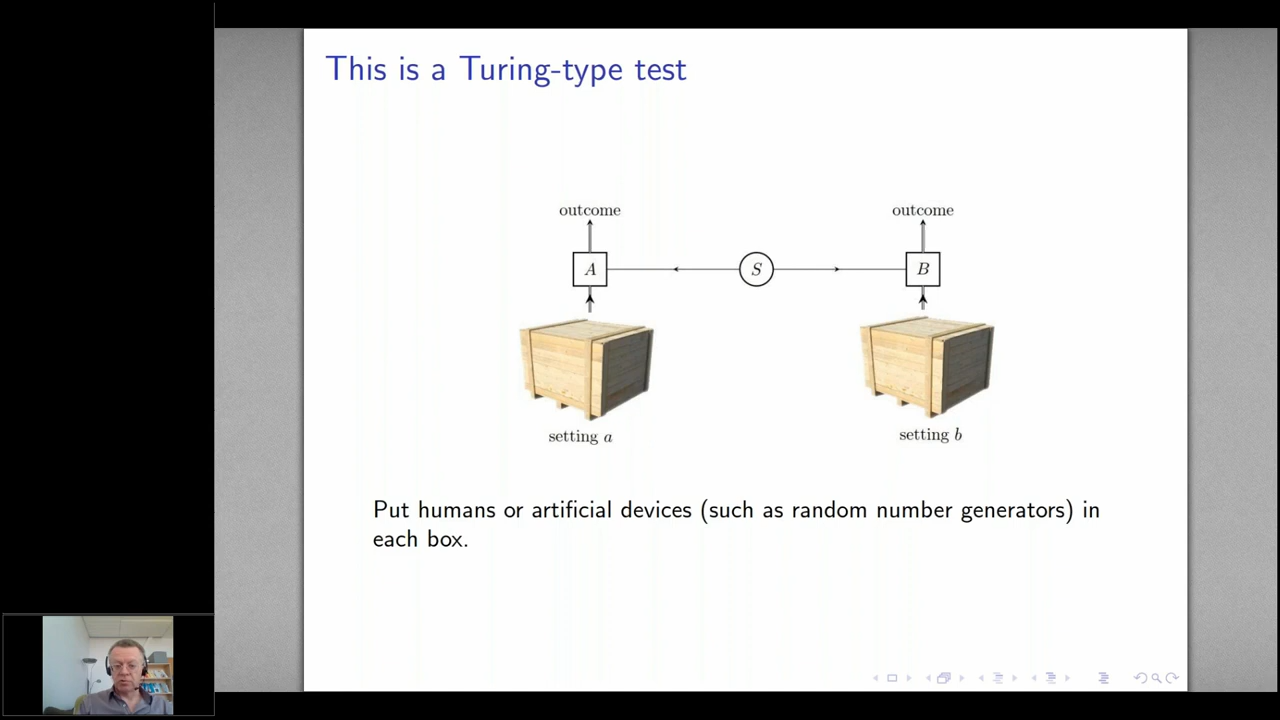 This is a Turing-type test
outcome
outcome
A
S
B
setting a
setting b
Put humans or artificial devices (such as random number generators) in
each box.